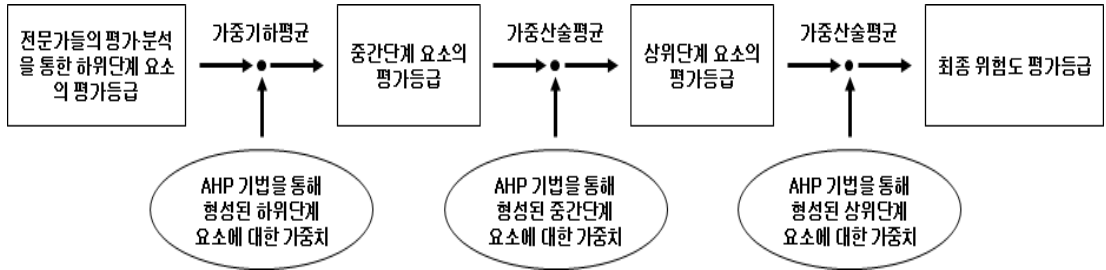 전문가들의 평가·분석
을 통한 하위단계 요소
의 평가등급
가중기하평균
중간단계 요소의
평가등급
가중산술평균
상위단계 요소의
평가등급
가중산술평균
최종 위험도 평가등급
AHP 기법을 통해
형성된 하위단계
요소에 대한 가중치
AHP 기법을 통해
형성된 중간단계
요소에 대한 가중치
AHP 기법을 통해
형성된 상위단계
요소에 대한 가중치